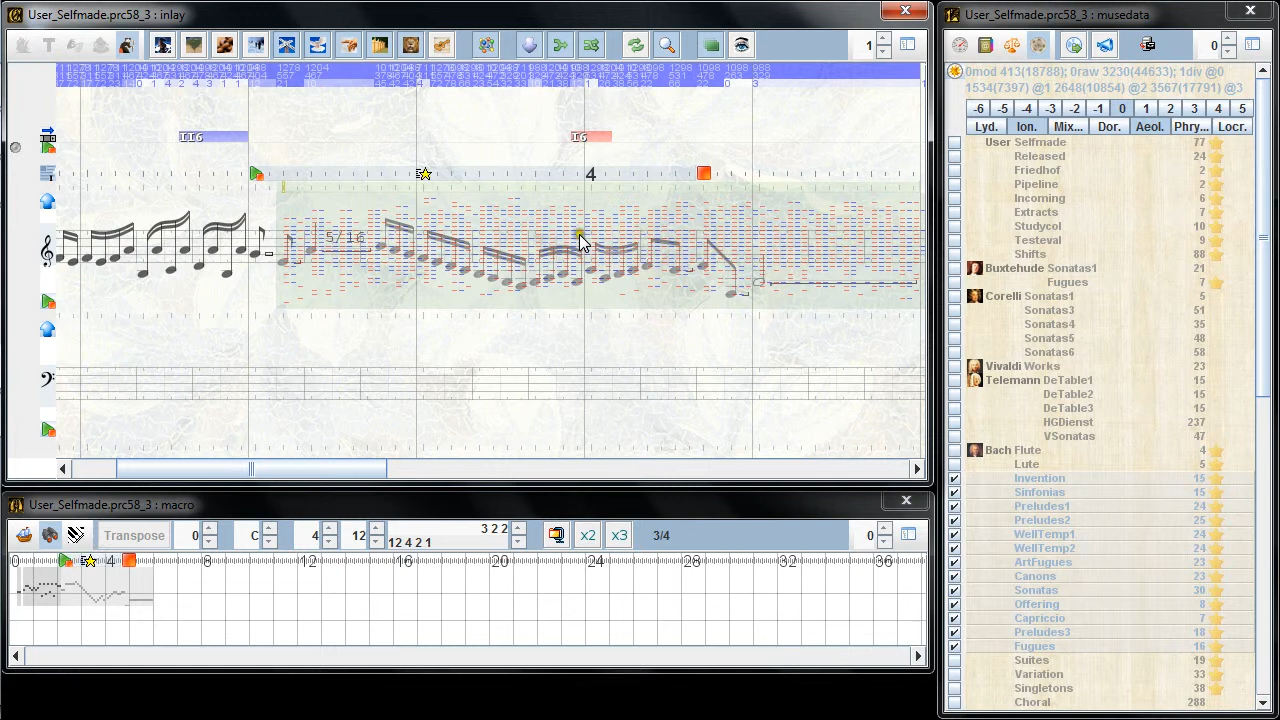 User_Selfmade.prc58_3 : inlay
1
II6
I6
4
5/16
User_Selfmade.prc58_3 : macro
Transpose
0
C
4
12
3 2 2
12 4 2 1
x2
x3
3/4
0
0
4
8
12
16
20
24
28
32
36
User_Selfmade.prc58_3 : musedata
0
0mod 413(18788); 0raw 3230(44633); 1div @0
1534(7397) @1 2648(10854) @2 3567(17791) @3
-6 -5 -4 -3 -2 -1 0 1 2 3 4 5
Lyd. Ion. Mix... Dor. Aeol. Phry... Locr.
User Selfmade 77
Released 24
Friedhof 2
Pipeline 2
Incoming 6
Extracts 7
Studycol 10
Testeval 9
Shifts 88
Buxtehude Sonatas1 21
Fugues 7
Corelli Sonatas1 5
Sonatas3 51
Sonatas4 35
Sonatas5 48
Sonatas6 58
Vivaldi Works 23
Telemann DeTable1 15
DeTable2 15
DeTable3 15
HGDienst 237
VSonatas 47
Bach Flute 4
Lute 5
Invention 15
Sinfonias 15
Preludes1 24
Preludes2 25
WellTemp1 24
WellTemp2 24
ArtFugues 23
Canons 23
Sonatas 30
Offering 8
Capriccio 7
Preludes3 18
Fugues 16
Suites 19
Variation 33
Singletons 38
Choral 288